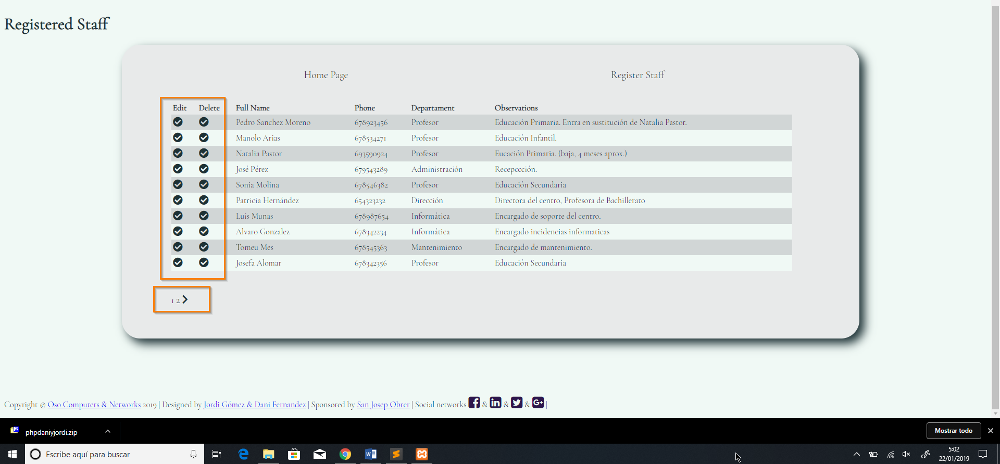 Registered Staff
Home Page Register Staff
Edit Delete Full Name Phone Departament Observations
Pedro Sanchez Moreno 678923456 Profesor Educación Primaria. Entra en sustitución de Natalia Pastor.
Manolo Arias 678534271 Profesor Educación Infantil.
Natalia Pastor 693590924 Profesor Eucación Primaria. (baja, 4 meses aprox.)
José Pérez 679543289 Administración Recepccción.
Sonia Molina 678546382 Profesor Educación Secundaria
Patricia Hernández 654323232 Dirección Directora del centro, Profesora de Bachillerato
Luis Munas 678987654 Informática Encargado de soporte del centro.
Alvaro Gonzalez 678342234 Informática Encargado incidencias informaticas
Tomeu Mes 678545363 Mantenimiento Encargado de mantenimiento.
Josefa Alomar 678342356 Profesor Educación Secundaria
1 2
Copyright © Oso Computers & Networks 2019 | Designed by Jordi Gómez & Dani Fernandez | Sponsored by San Josep Obrer | Social networks & & & |
phpdaniyjordi.zip Mostrar todo
Escribe aquí para buscar 5:02
22/01/2019